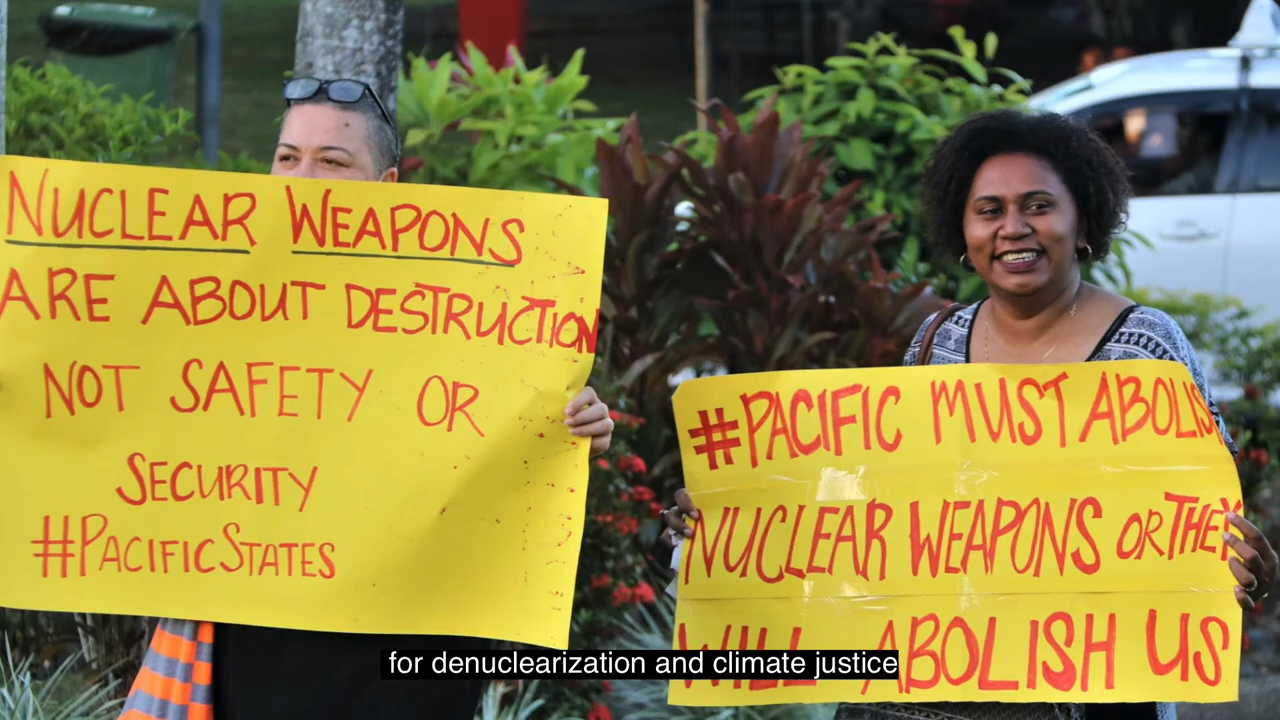 NUCLEAR WEAPONS
ARE ABOUT DESTRUCTION
NOT SAFETY OR
SECURITY
#PACIFICSTATES
#PACIFIC MUST ABOLIS
NUCLEAR WEAPONS OR THEY
WILL ABOLISH US
for denuclearization and climate justice